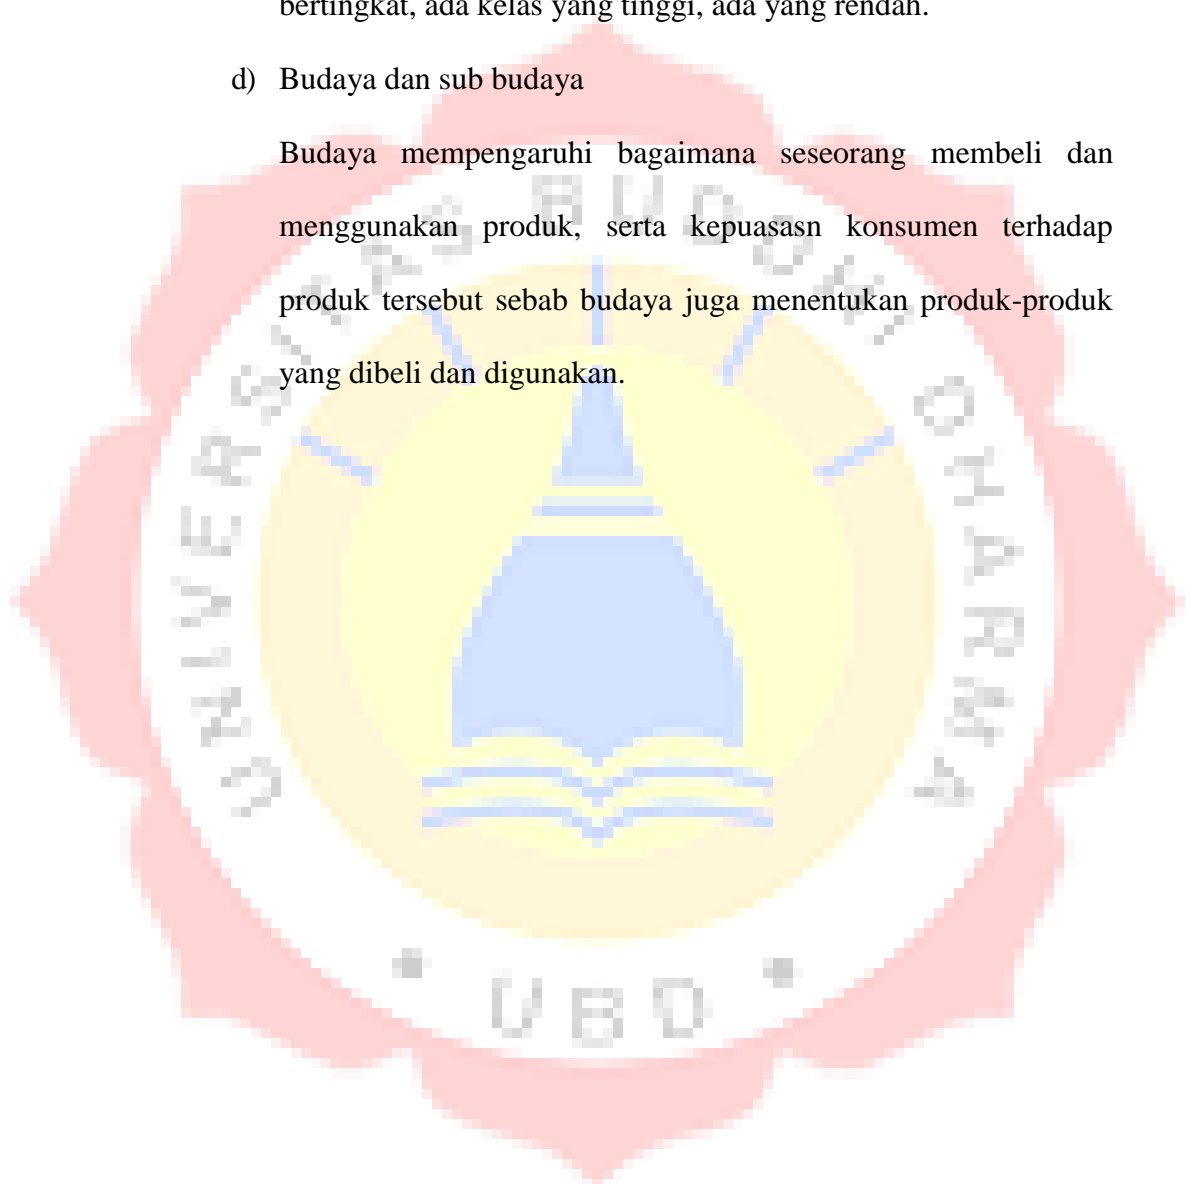 bertingkat, ada kelas yang tinggi, ada yang rendah.
d) Budaya dan sub budaya
Budaya mempengaruhi bagaimana seseorang membeli dan
menggunakan produk, serta kepuasasn konsumen terhadap
produk tersebut sebab budaya juga menentukan produk-produk
yang dibeli dan digunakan.
UNIVERSITAS BUDDHI DHARMA
• UBD •